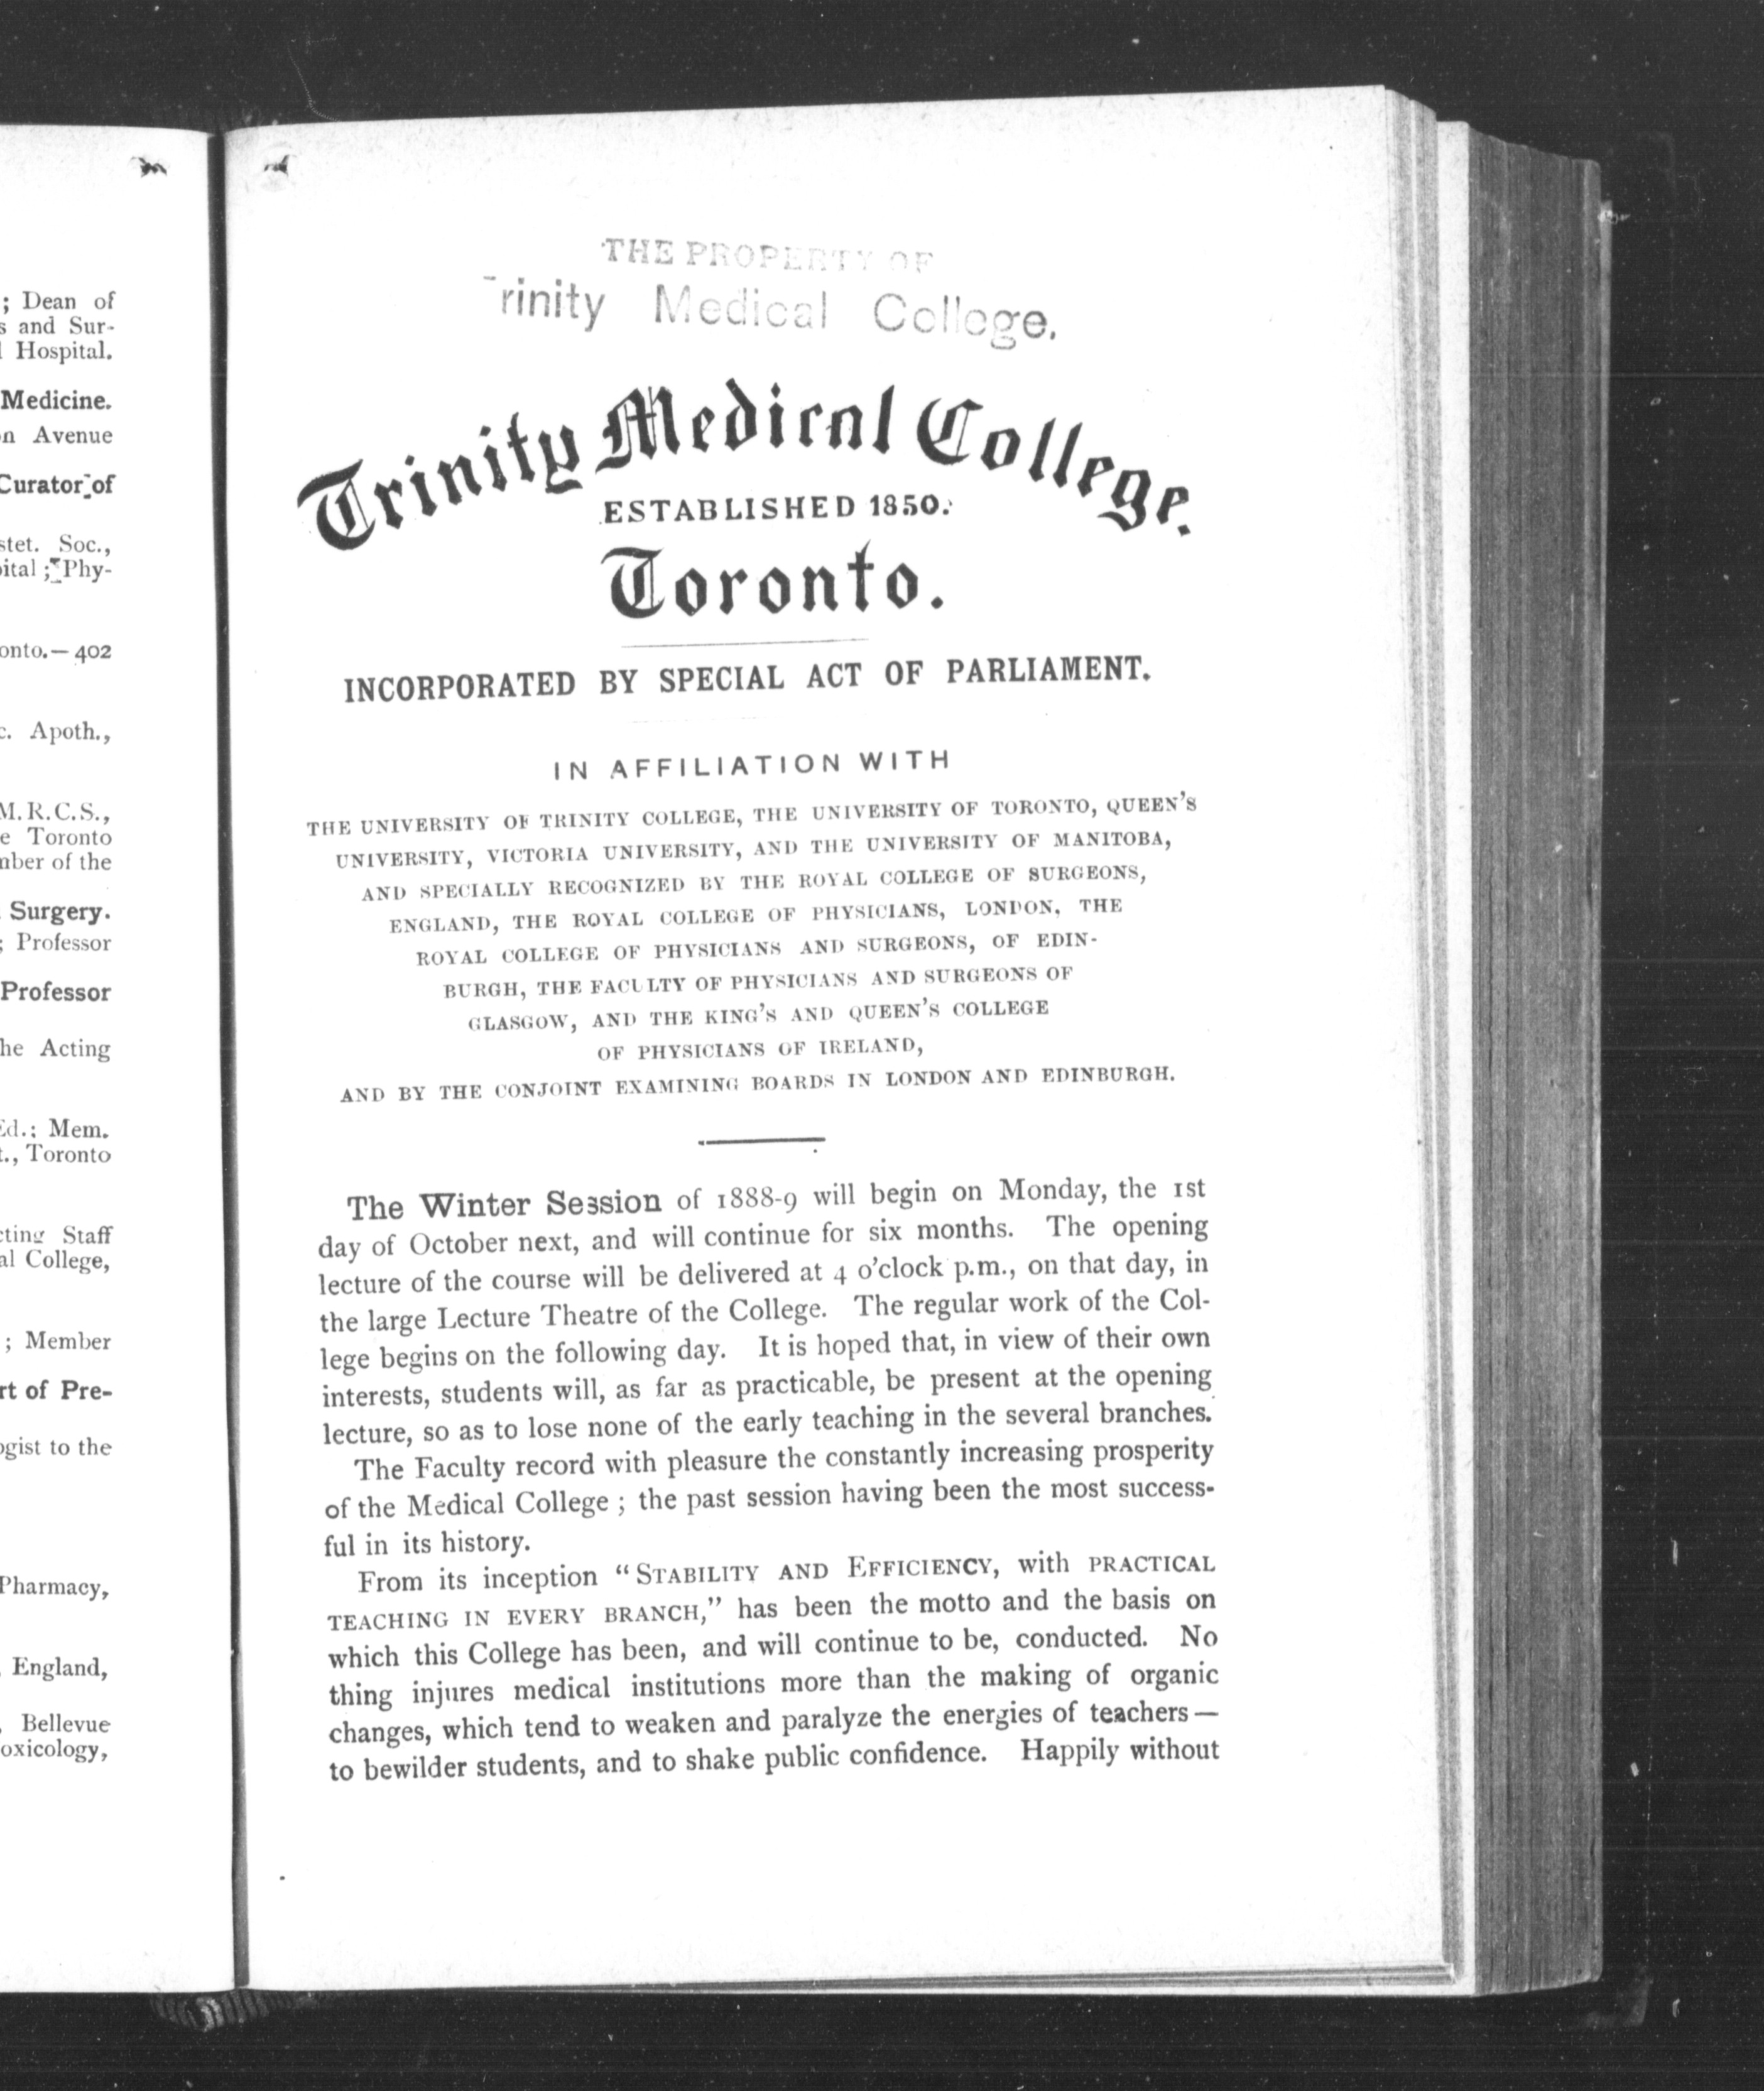 ; Dean of
s and Sur-
l Hospital.
Medicine.
on Avenue
Curator of
stet. Soc.,
pital ; Phy-
onto.—402
c. Apoth.,
M.R.C.S.,
e Toronto
mber of the
Surgery.
; Professor
Professor
he Acting
Ed.; Mem.
t., Toronto
cting Staff
al College,
; Member
rt of Pre-
ogist to the
Pharmacy,
England,
, Bellevue
oxicology,
THE PROPERTY OF
Trinity Medical College.
Trinity Medical College.
ESTABLISHED 1850.
Toronto.
INCORPORATED BY SPECIAL ACT OF PARLIAMENT.
IN AFFILIATION WITH
THE UNIVERSITY OF TRINITY COLLEGE, THE UNIVERSITY OF TORONTO, QUEEN'S
UNIVERSITY, VICTORIA UNIVERSITY, AND THE UNIVERSITY OF MANITOBA,
AND SPECIALLY RECOGNIZED BY THE ROYAL COLLEGE OF SURGEONS,
ENGLAND, THE ROYAL COLLEGE OF PHYSICIANS, LONDON, THE
ROYAL COLLEGE OF PHYSICIANS AND SURGEONS, OF EDIN-
BURGH, THE FACULTY OF PHYSICIANS AND SURGEONS OF
GLASGOW, AND THE KING'S AND QUEEN'S COLLEGE
OF PHYSICIANS OF IRELAND,
AND BY THE CONJOINT EXAMINING BOARDS IN LONDON AND EDINBURGH.
The Winter Session of 1888-9 will begin on Monday, the 1st
day of October next, and will continue for six months. The opening
lecture of the course will be delivered at 4 o'clock p.m., on that day, in
the large Lecture Theatre of the College. The regular work of the Col-
lege begins on the following day. It is hoped that, in view of their own
interests, students will, as far as practicable, be present at the opening
lecture, so as to lose none of the early teaching in the several branches.
The Faculty record with pleasure the constantly increasing prosperity
of the Medical College ; the past session having been the most success-
ful in its history.
From its inception "STABILITY AND EFFICIENCY, with PRACTICAL
TEACHING IN EVERY BRANCH," has been the motto and the basis on
which this College has been, and will continue to be, conducted. No
thing injures medical institutions more than the making of organic
changes, which tend to weaken and paralyze the energies of teachers—
to bewilder students, and to shake public confidence. Happily without